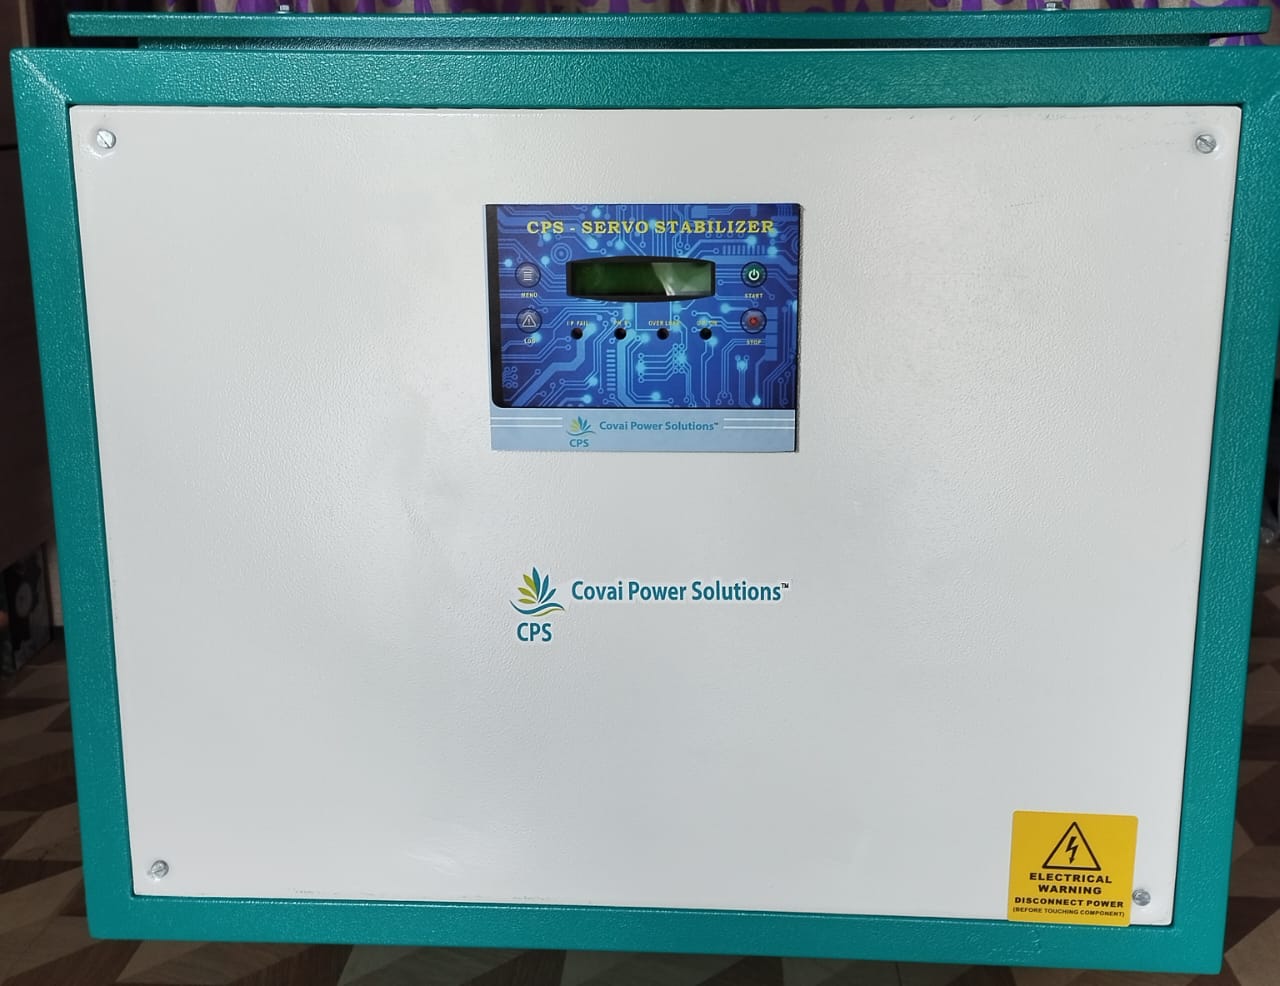 CPS - SERVO STABILIZER
MENU
START
LOG
I/P FAIL
OVER
STOP
Covai Power Solutions™
CPS
Covai Power Solutions™
CPS
ELECTRICAL
WARNING
DISCONNECT POWER
(BEFORE TOUCHING COMPONENT)